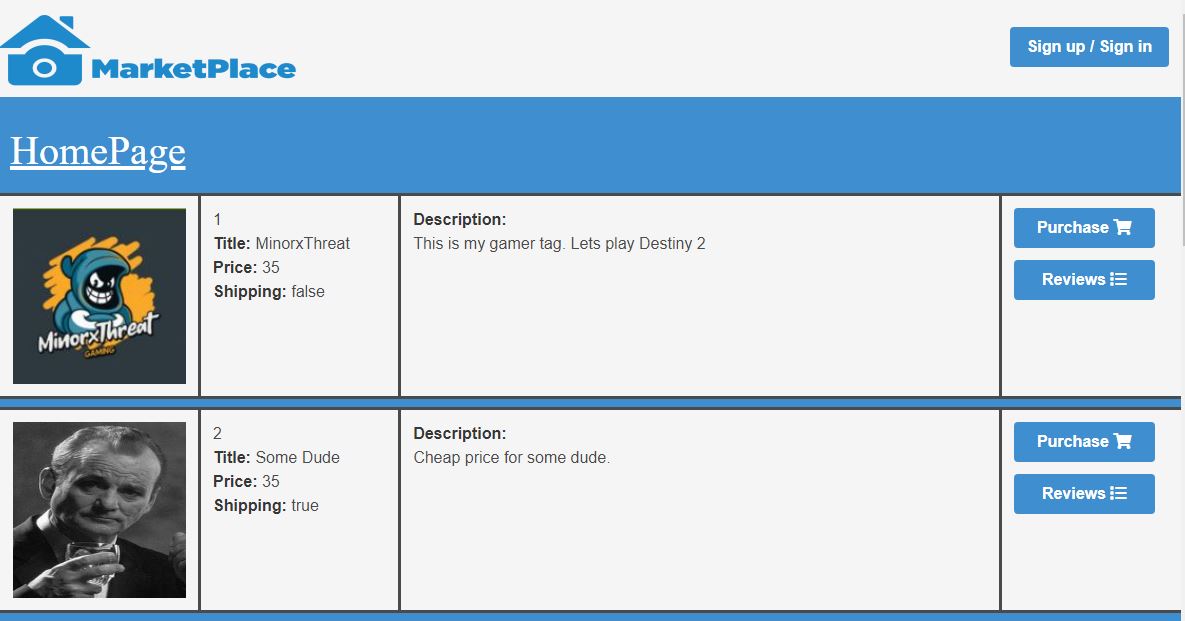 MarketPlace
Sign up / Sign in
HomePage
MinorxThreat
GAMING
1
Title: MinorxThreat
Price: 35
Shipping: false
Description:
This is my gamer tag. Lets play Destiny 2
Purchase
Reviews
2
Title: Some Dude
Price: 35
Shipping: true
Description:
Cheap price for some dude.
Purchase
Reviews